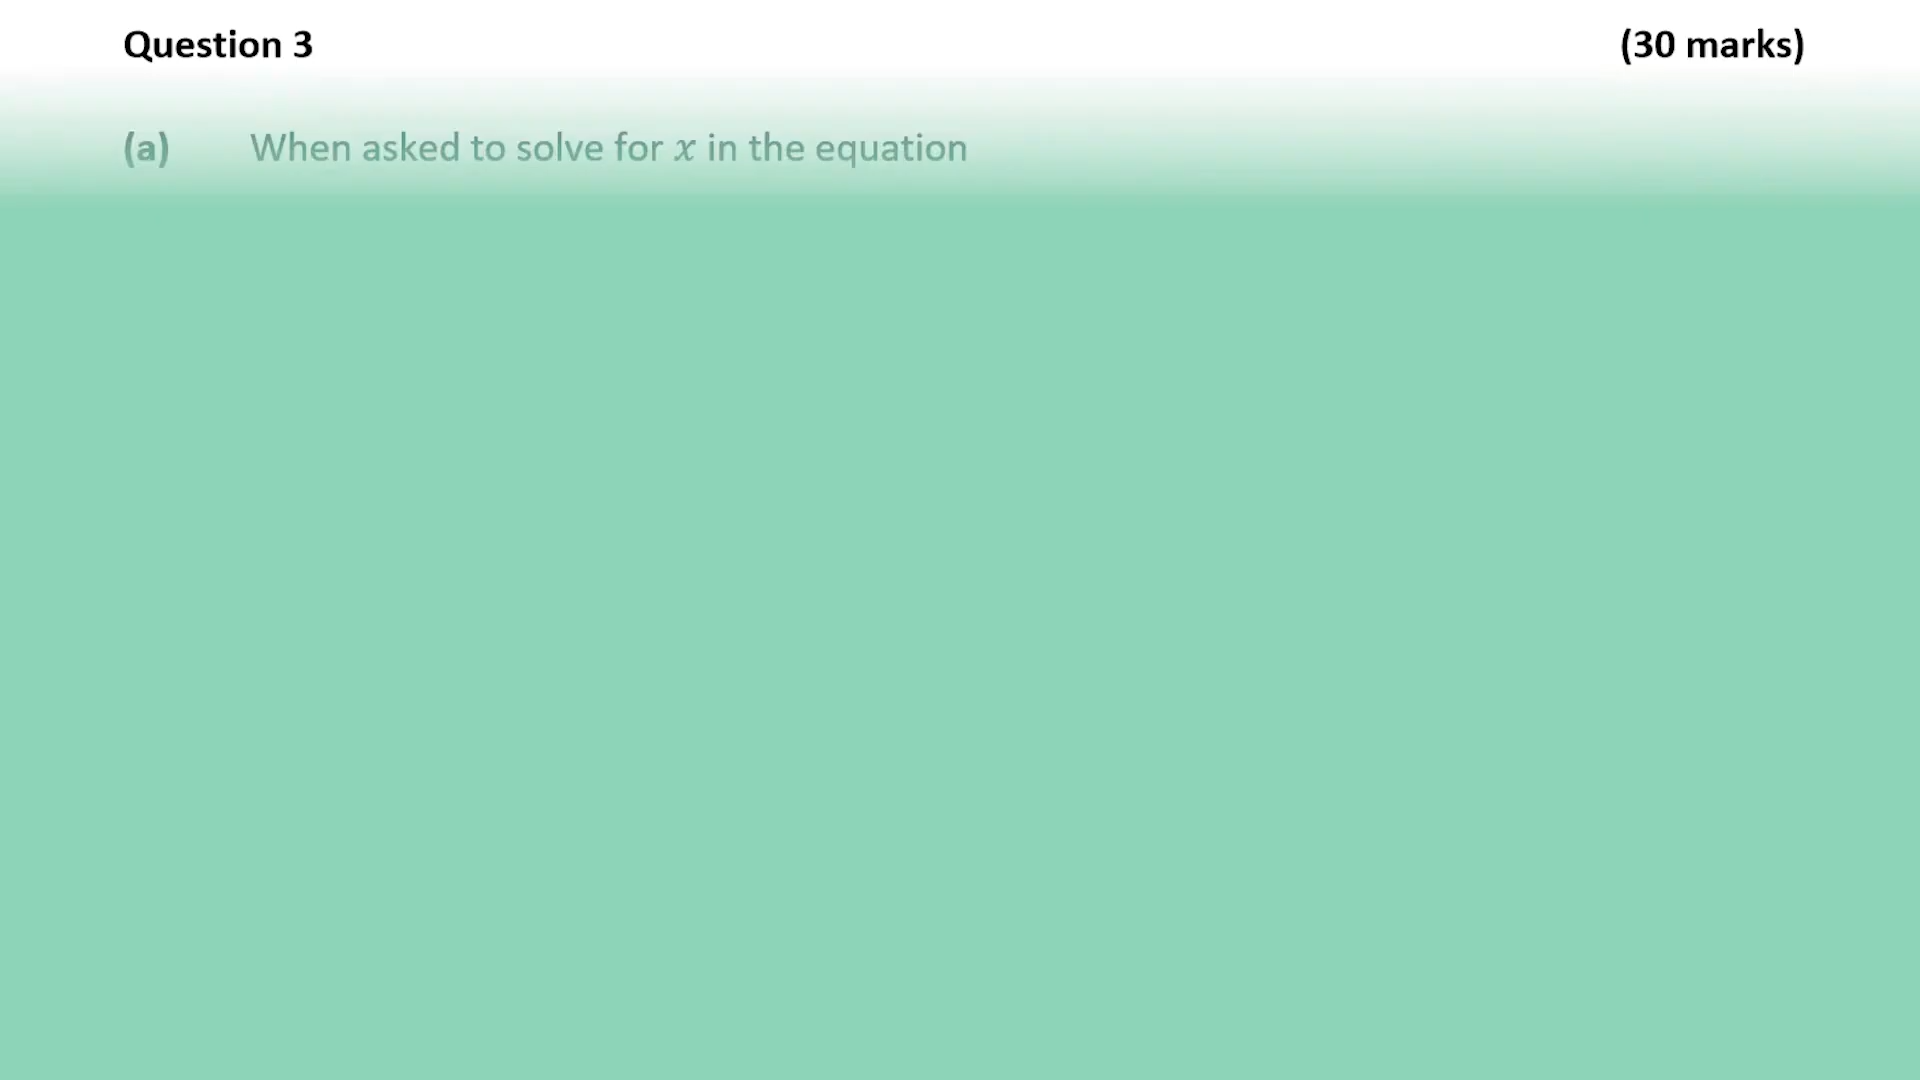 Question 3 (30 marks)
(a) When asked to solve for x in the equation